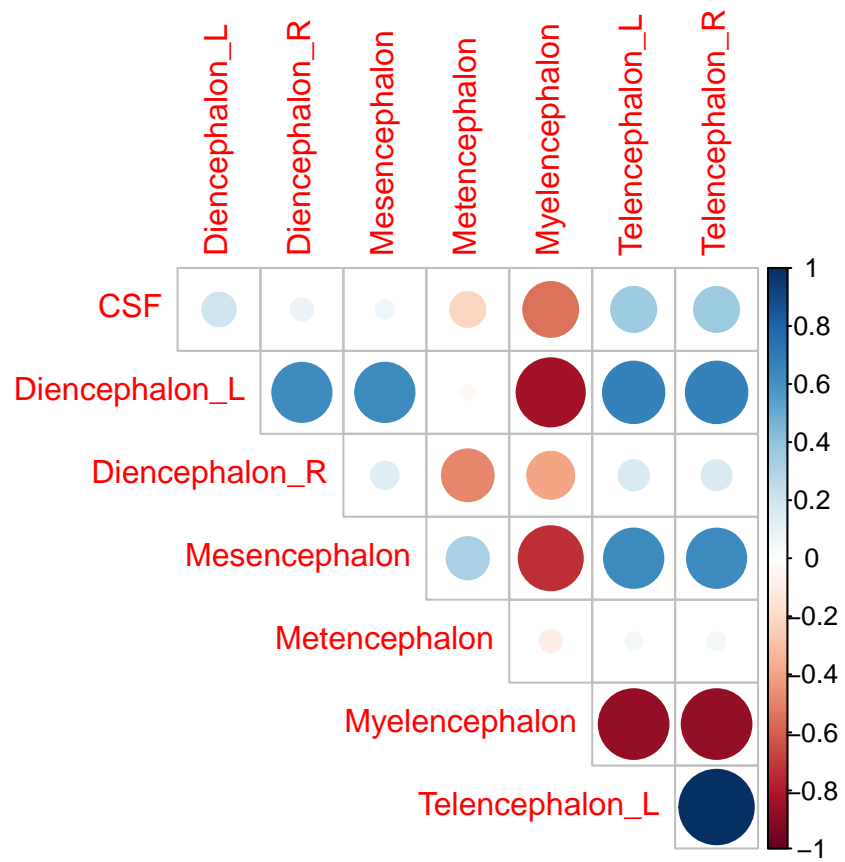 Diencephalon_L
Diencephalon_R
Mesencephalon
Metencephalon
Myelencephalon
Telencephalon_L
Telencephalon_R
CSF
Diencephalon_L
Diencephalon_R
Mesencephalon
Metencephalon
Myelencephalon
Telencephalon_L
1
0.8
0.6
0.4
0.2
0
−0.2
−0.4
−0.6
−0.8
−1